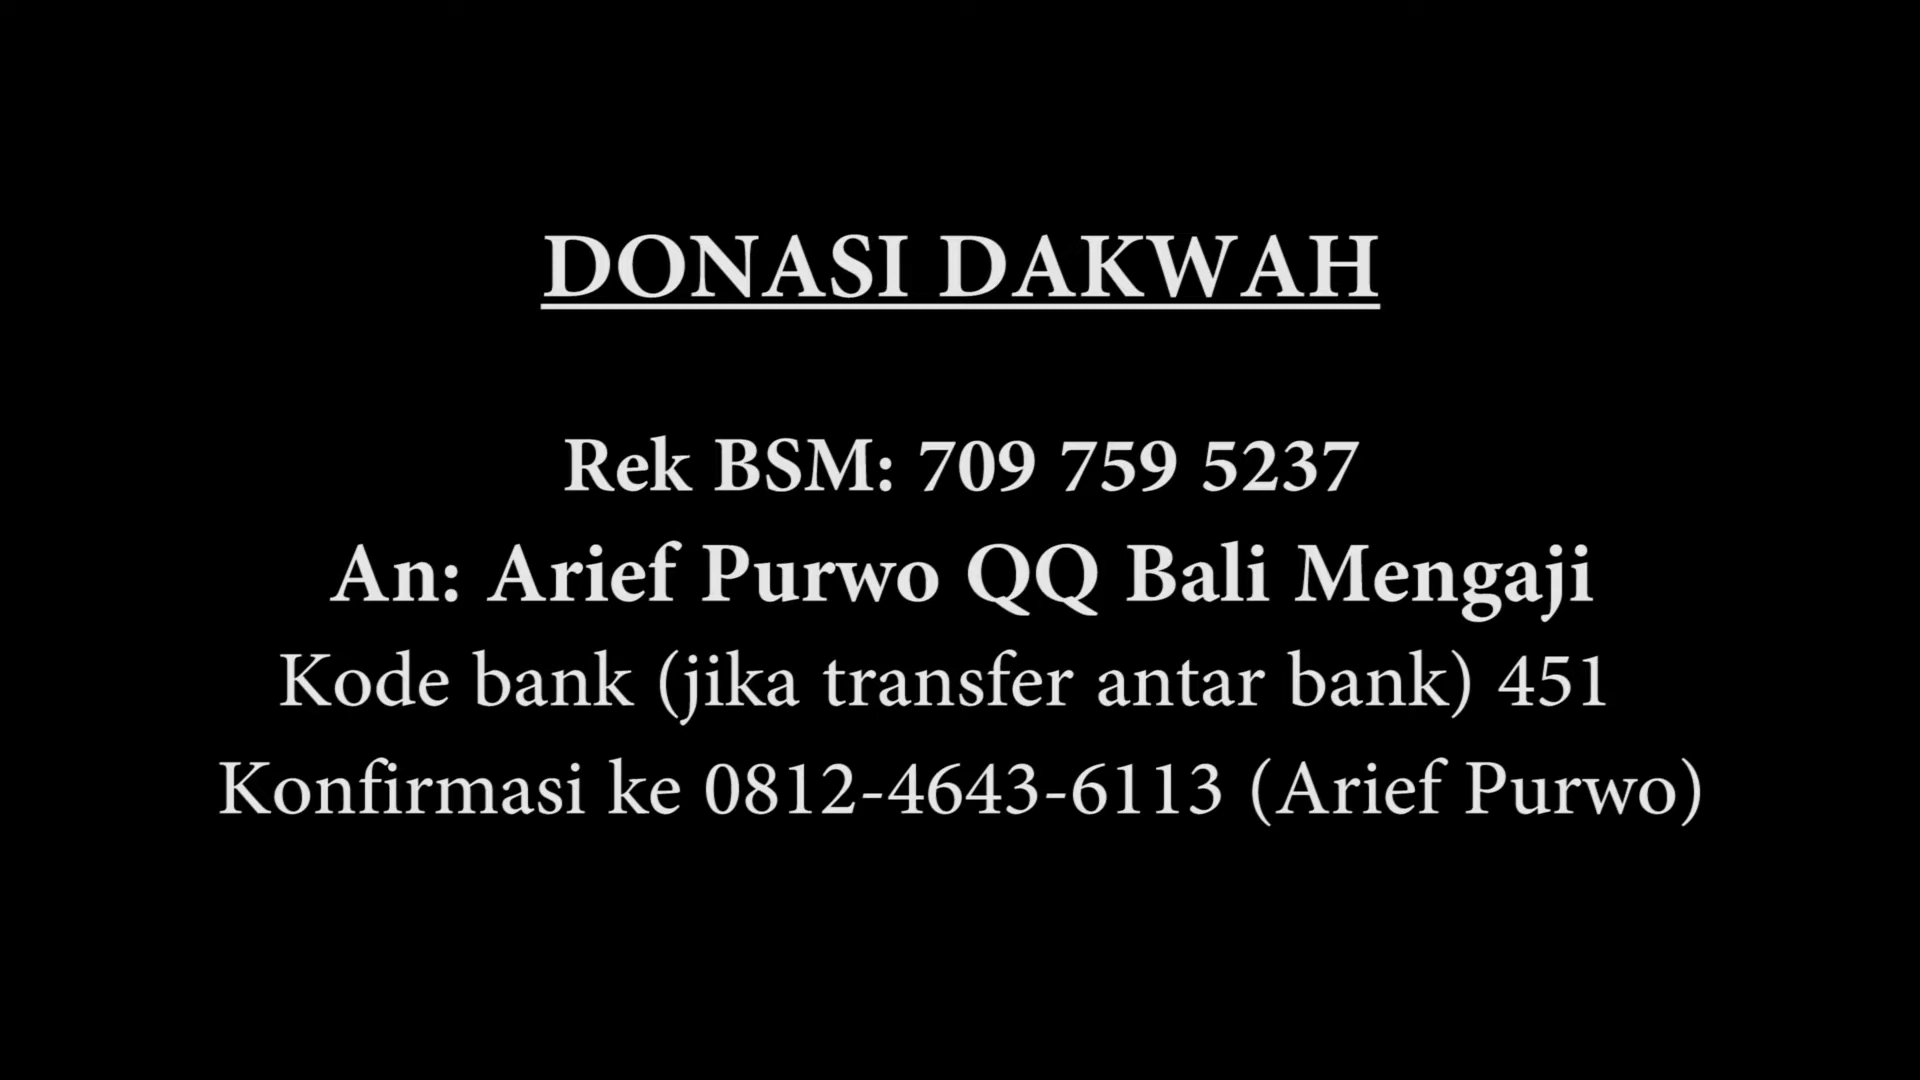 DONASI DAKWAH
Rek BSM: 709 759 5237
An: Arief Purwo QQ Bali Mengaji
Kode bank (jika transfer antar bank) 451
Konfirmasi ke 0812-4643-6113 (Arief Purwo)